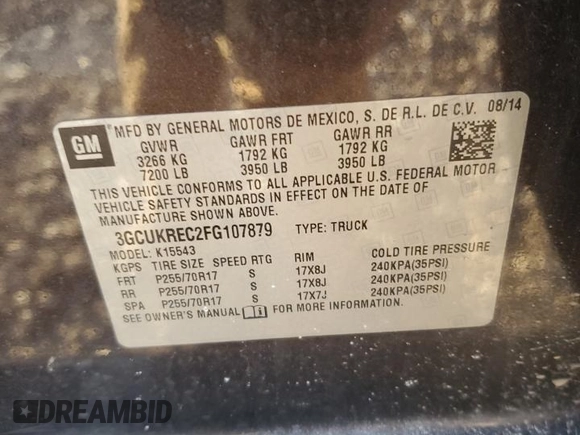 GM
MFD BY GENERAL MOTORS DE MEXICO, S. DE R.L. DE C.V. 08/14
GVWR GAWR FRT GAWR RR
3266 KG 1792 KG 1792 KG
7200 LB 3950 LB 3950 LB
THIS VEHICLE CONFORMS TO ALL APPLICABLE U.S. FEDERAL MOTOR
VEHICLE SAFETY STANDARDS IN EFFECT ON THE DATE OF
MANUFACTURE SHOWN ABOVE.
3GCUKREC2FG107879 TYPE: TRUCK
MODEL: K15543
KGPS TIRE SIZE SPEED RTG RIM COLD TIRE PRESSURE
FRT P255/70R17 S 17X8J 240KPA(35PSI)
RR P255/70R17 S 17X8J 240KPA(35PSI)
SPA P255/70R17 S 17X7J 240KPA(35PSI)
SEE OWNER'S MANUAL FOR MORE INFORMATION.
DREAMBID